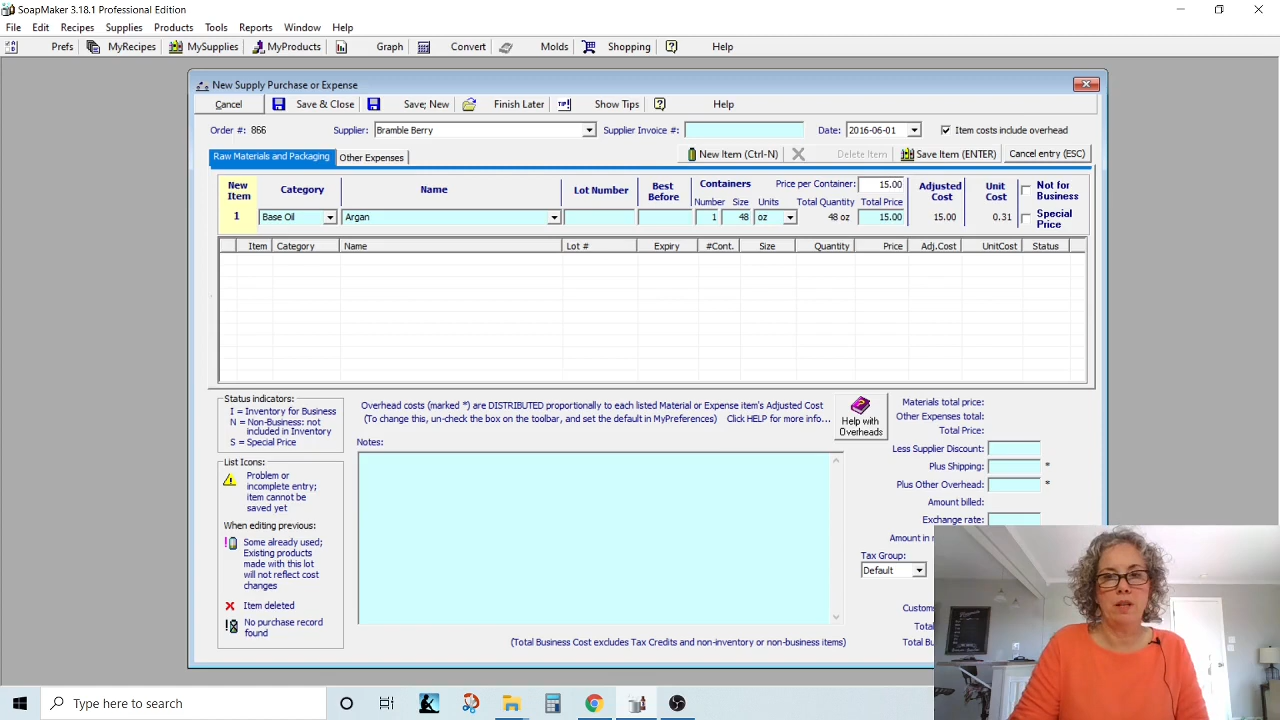 SoapMaker 3.18.1 Professional Edition
File Edit Recipes Supplies Products Tools Reports Window Help
Prefs MyRecipes MySupplies MyProducts Graph Convert Molds Shopping Help
New Supply Purchase or Expense
Cancel Save & Close Save; New Finish Later TIP! Show Tips Help
Order #: 866 Supplier: Bramble Berry Supplier Invoice #: Date: 2016-06-01 Item costs include overhead
Raw Materials and Packaging Other Expenses New Item (Ctrl-N) Delete Item Save Item (ENTER) Cancel entry (ESC)
New Item Category Name Lot Number Best Before Containers Price per Container: 15.00 Adjusted Cost Unit Cost Not for Business
Number Size Units Total Quantity Total Price
1 Base Oil Argan 1 48 oz 48 oz 15.00 15.00 0.31 Special Price
Item Category Name Lot # Expiry #Cont. Size Quantity Price Adj.Cost UnitCost Status
Status indicators:
I = Inventory for Business
N = Non-Business: not
included in Inventory
S = Special Price
List Icons:
Problem or
incomplete entry;
item cannot be
saved yet
When editing previous:
Some already used;
Existing products
made with this lot
will not reflect cost
changes
Item deleted
No purchase record
found
Overhead costs (marked *) are DISTRIBUTED proportionally to each listed Material or Expense item's Adjusted Cost
(To change this, un-check the box on the toolbar, and set the default in MyPreferences) Click HELP for more info...
Help with
Overheads
Notes:
(Total Business Cost excludes Tax Credits and non-inventory or non-business items)
Materials total price:
Other Expenses total:
Total Price:
Less Supplier Discount:
Plus Shipping: *
Plus Other Overhead: *
Amount billed:
Exchange rate:
Amount in
Tax Group:
Default
Customs
Total
Total
Type here to search